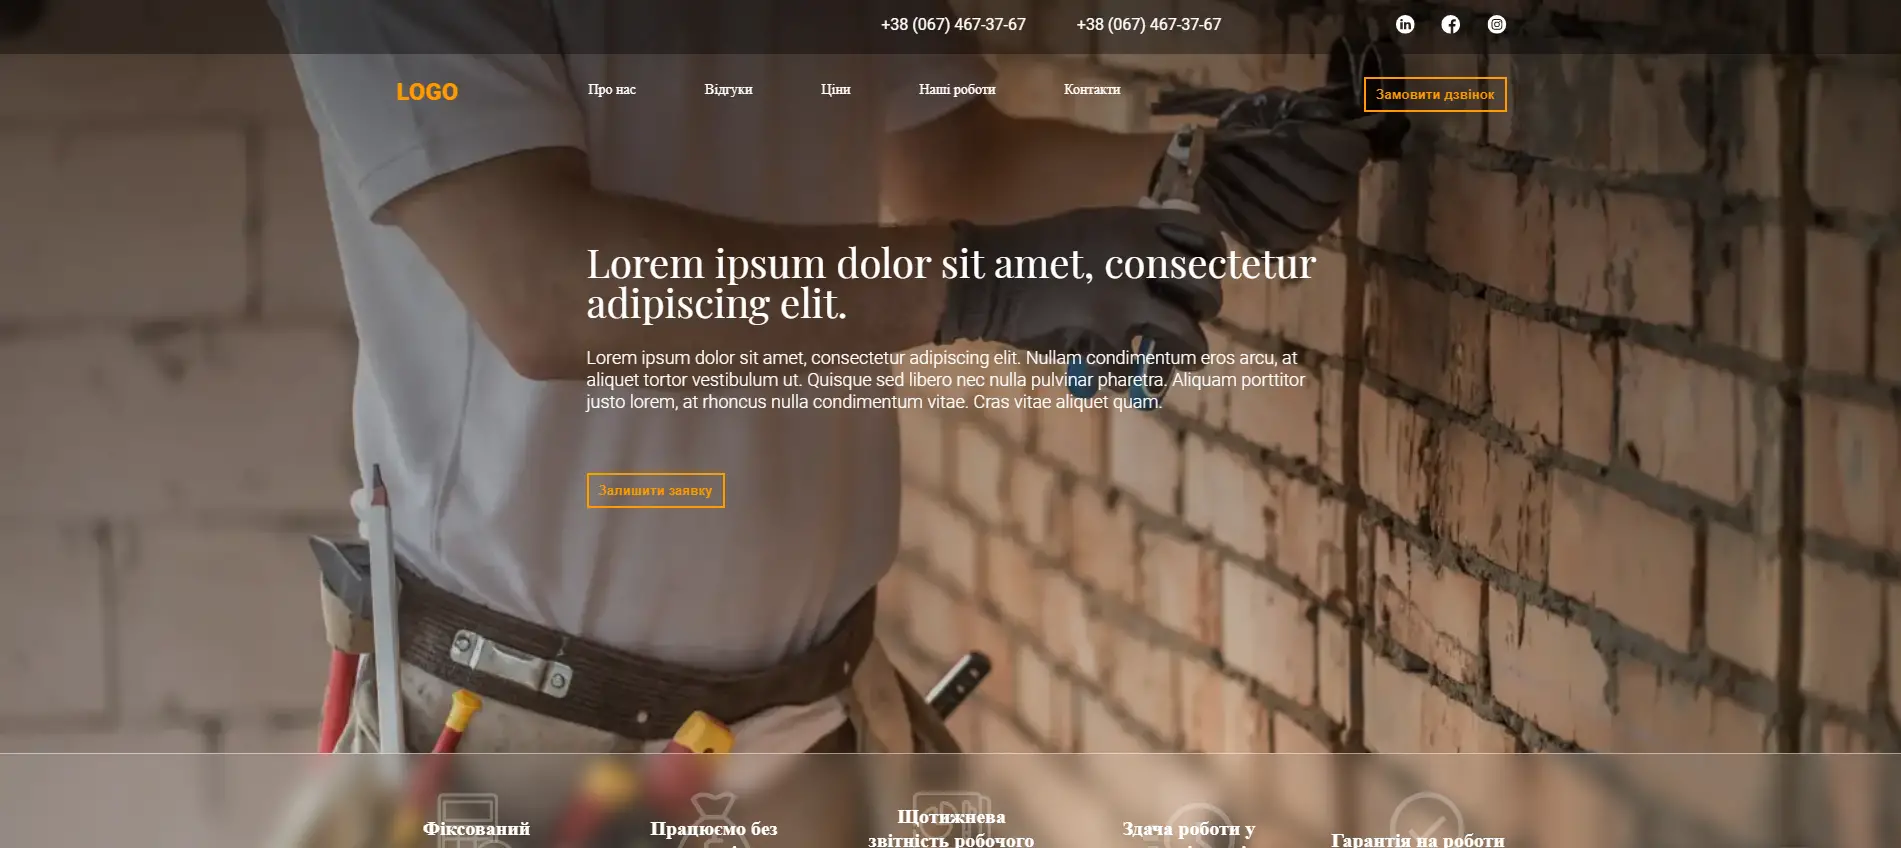 +38 (067) 467-37-67
+38 (067) 467-37-67
LOGO
Про нас
Відгуки
Ціни
Наші роботи
Контакти
Замовити дзвінок
Lorem ipsum dolor sit amet, consectetur
adipiscing elit.
Lorem ipsum dolor sit amet, consectetur adipiscing elit. Nullam condimentum eros arcu, at
aliquet tortor vestibulum ut. Quisque sed libero nec nulla pulvinar pharetra. Aliquam porttitor
justo lorem, at rhoncus nulla condimentum vitae. Cras vitae aliquet quam.
Залишити заявку
Фіксований
Працюємо без
Щотижнева
звітність робочого
Здача роботи у
Гарантія на роботи